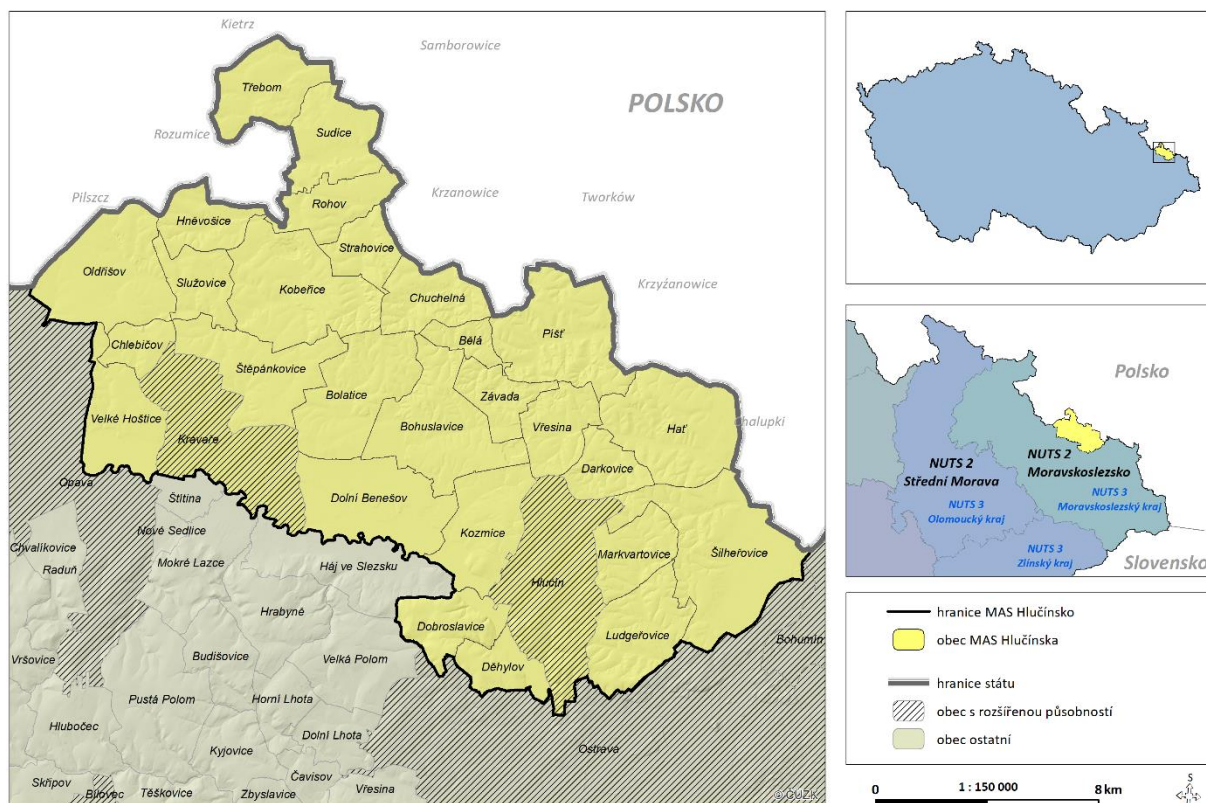 Kietrz
Samborowice
Třebom
POLSKO
Rozumice
Sudice
Pilszcz
Krzanowice
Tworków
Rohov
Hněvošice
Strahovice
Oldřišov
Služovice
Kobeřice
Chuchelná
Krzyżanowice
Píšť
Chlebičov
Bělá
Štěpánkovice
Bolatice
Závada
Velké Hoštice
Bohuslavice
Vřesina
Hať
Chalupki
Kravaře
Darkovice
Opava
Štítina
Dolní Benešov
Nové Sedlice
Kozmice
Chvalíkovice
Mokré Lazce
Markvartovice
Šilheřovice
Raduň
Háj ve Slezsku
Hlučín
Hrabyně
Dobroslavice
Ludgeřovice
Bohumín
Vršovice
Budišovice
Velká Polom
Děhylov
Pustá Polom
Horní Lhota
Hlubočec
Dolní Lhota
Kyjovice
Ostrava
Skřipov
Čavisov
Bílovec
Těškovice
Zbyslavice
Vřesina
© ČÚZK
Polsko
NUTS 2
Střední Morava
NUTS 2
Moravskoslezsko
NUTS 3
Olomoucký kraj
NUTS 3
Moravskoslezský kraj
NUTS 3
Zlínský kraj
Slovensko
hranice MAS Hlučínsko
obec MAS Hlučínska
hranice státu
obec s rozšířenou působností
obec ostatní
0 1 : 150 000 8 km
S